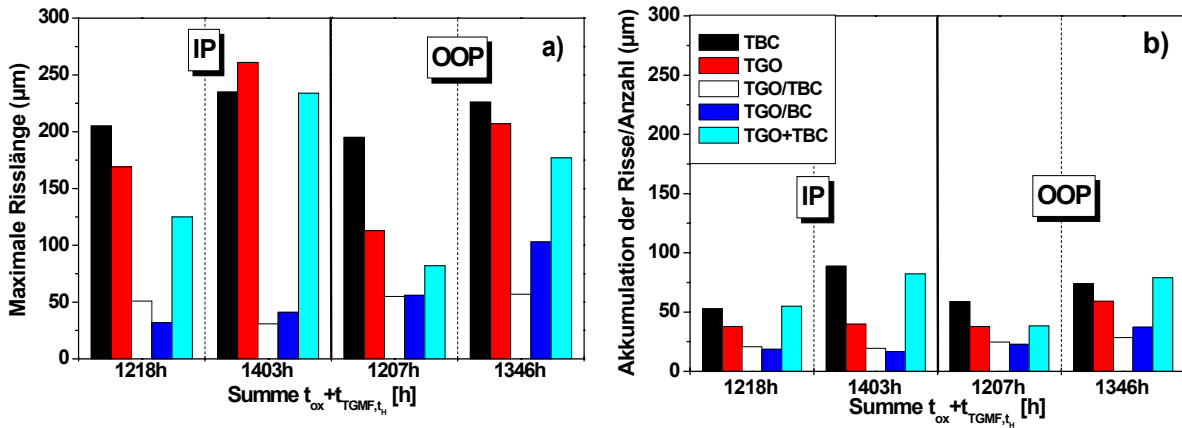 Maximale Risslänge (µm)
300
250
200
150
100
50
0
IP
OOP
a)
1218h
1403h
1207h
1346h
Summe t_ox+t_TGMF,t_H [h]
Akkumulation der Risse/Anzahl (µm)
300
250
200
150
100
50
0
TBC
TGO
TGO/TBC
TGO/BC
TGO+TBC
b)
IP
OOP
1218h
1403h
1207h
1346h
Summe t_ox+t_TGMF,t_H [h]